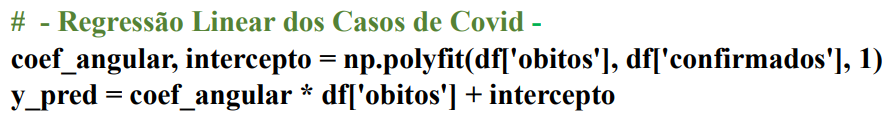 #  - Regressão Linear dos Casos de Covid -
coef_angular, intercepto = np.polyfit(df['obitos'], df['confirmados'], 1)
y_pred = coef_angular * df['obitos'] + intercepto